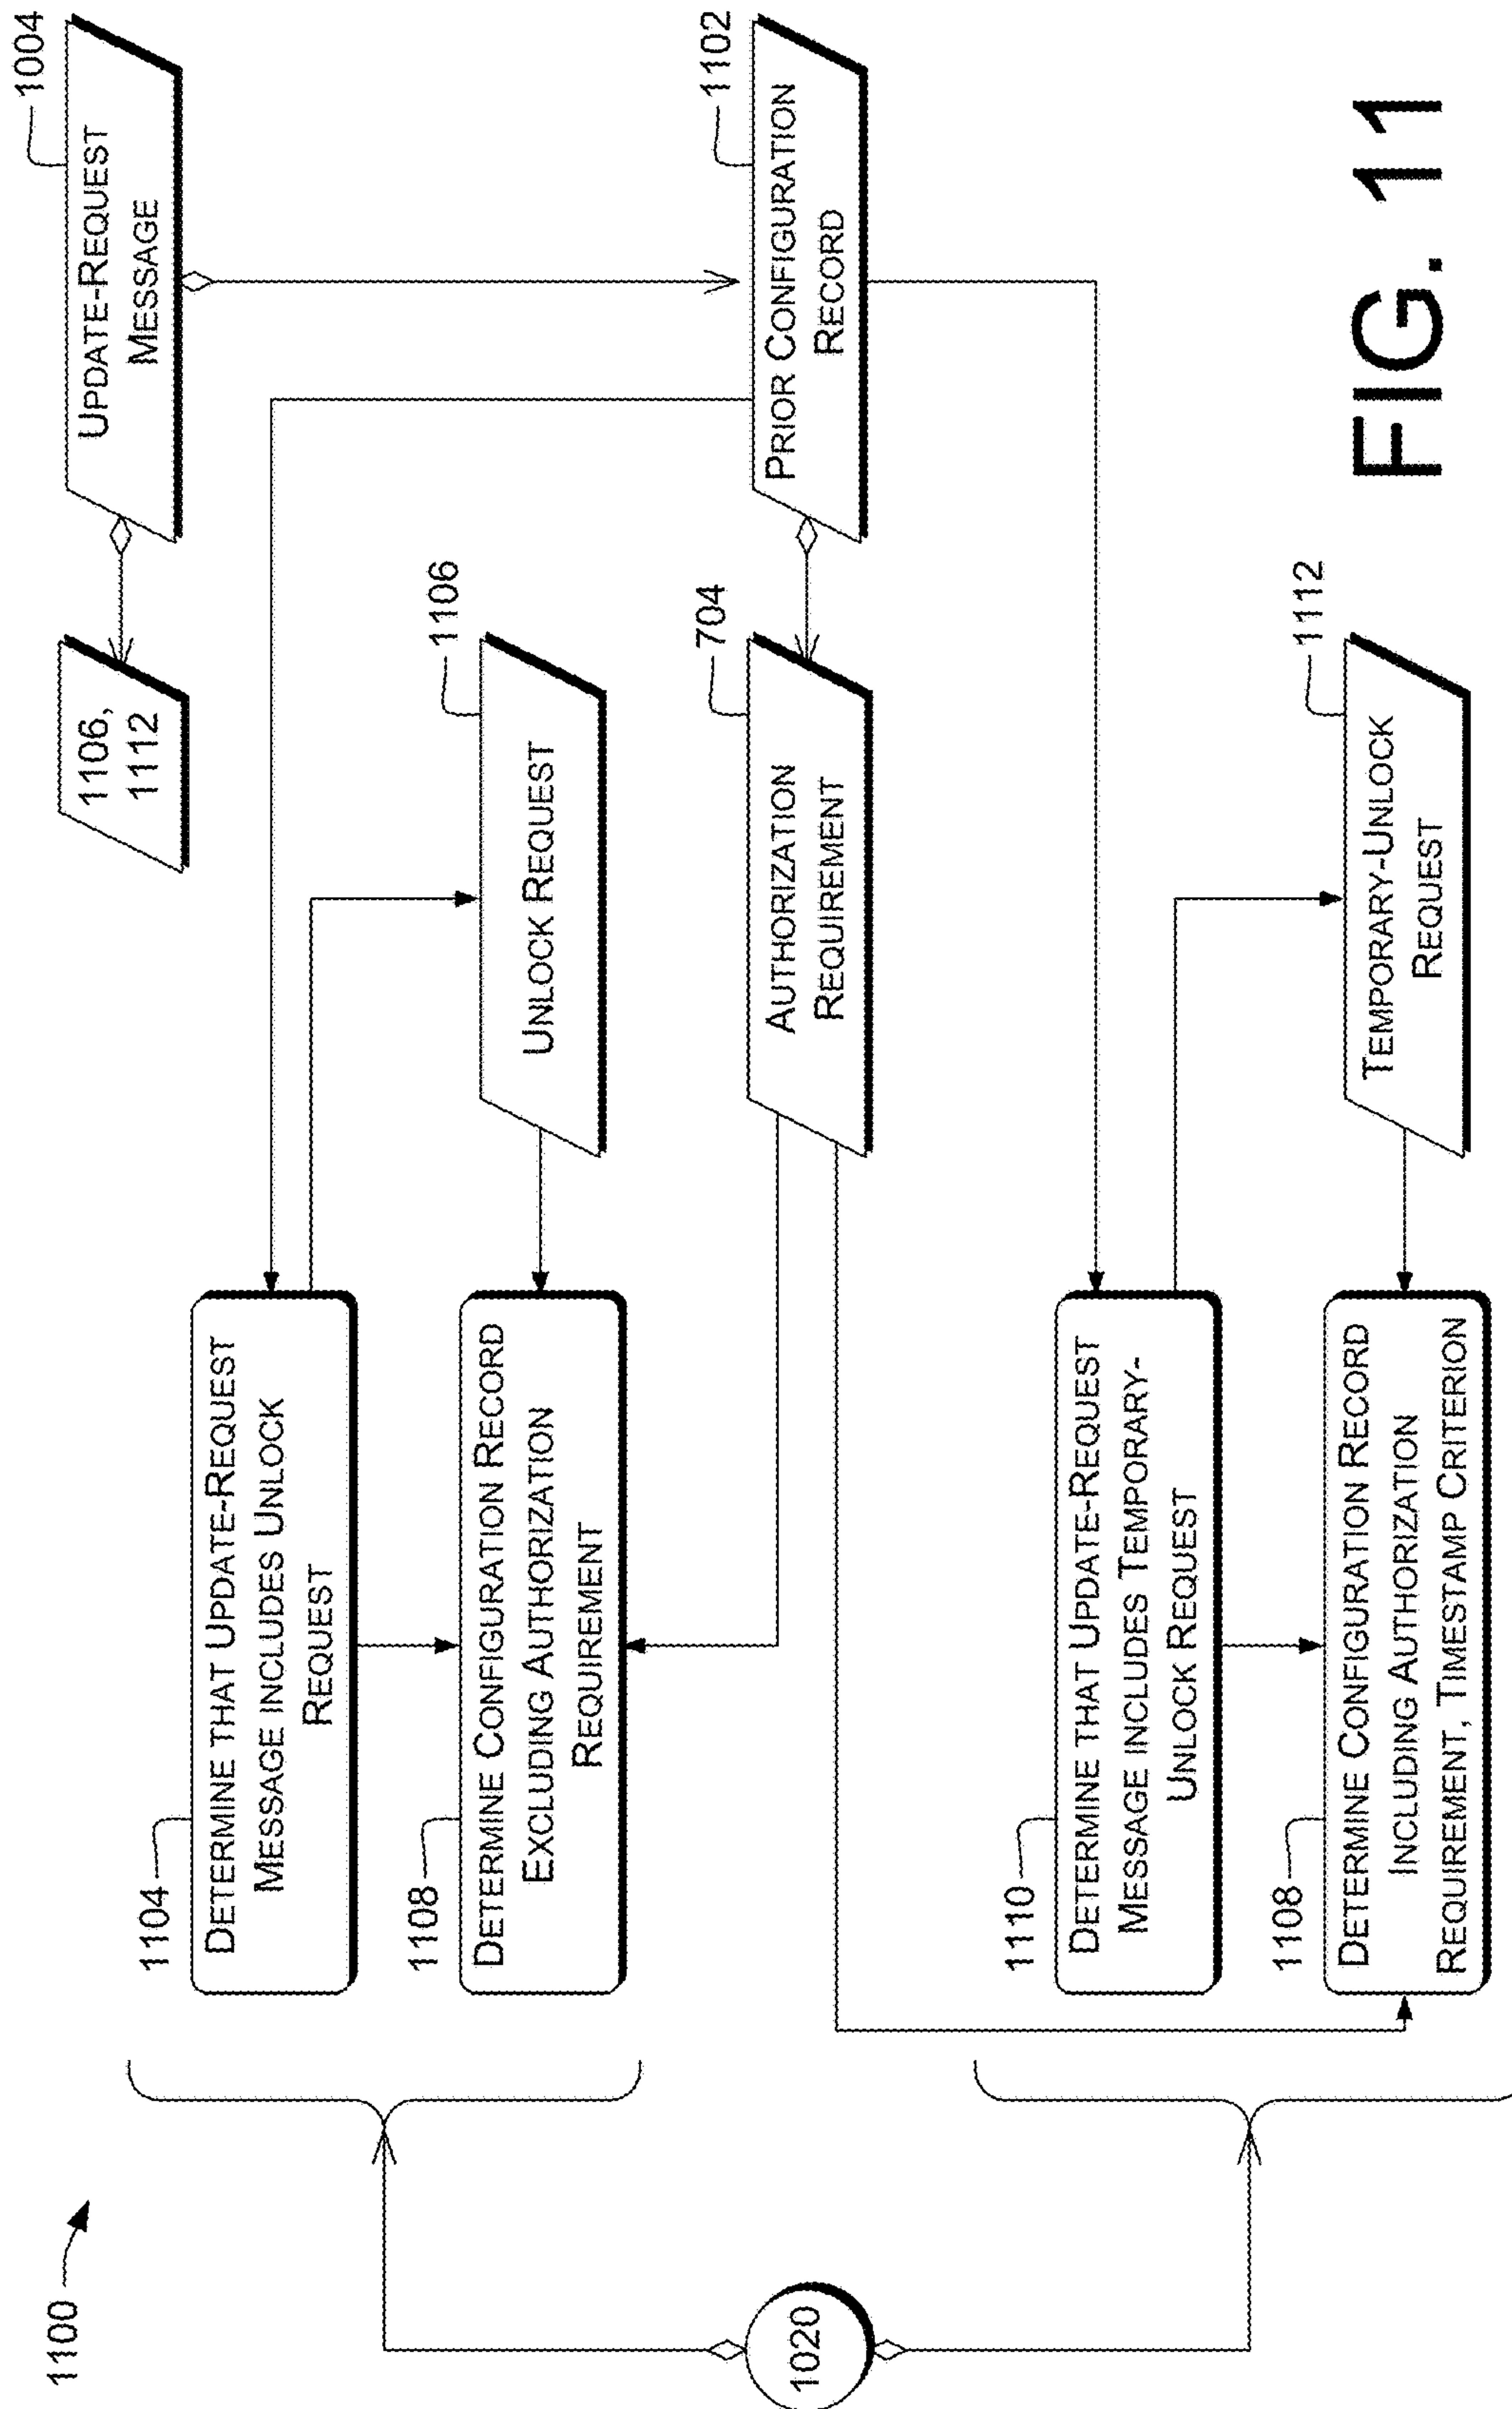 1100
1104
DETERMINE THAT UPDATE-REQUEST
MESSAGE INCLUDES UNLOCK
REQUEST
1108
DETERMINE CONFIGURATION RECORD
EXCLUDING AUTHORIZATION
REQUIREMENT
1020
1110
DETERMINE THAT UPDATE-REQUEST
MESSAGE INCLUDES TEMPORARY-
UNLOCK REQUEST
1108
DETERMINE CONFIGURATION RECORD
INCLUDING AUTHORIZATION
REQUIREMENT, TIMESTAMP CRITERION
1106,
1112
1106
UNLOCK REQUEST
704
AUTHORIZATION
REQUIREMENT
1112
TEMPORARY-UNLOCK
REQUEST
1004
UPDATE-REQUEST
MESSAGE
1102
PRIOR CONFIGURATION
RECORD
FIG. 11